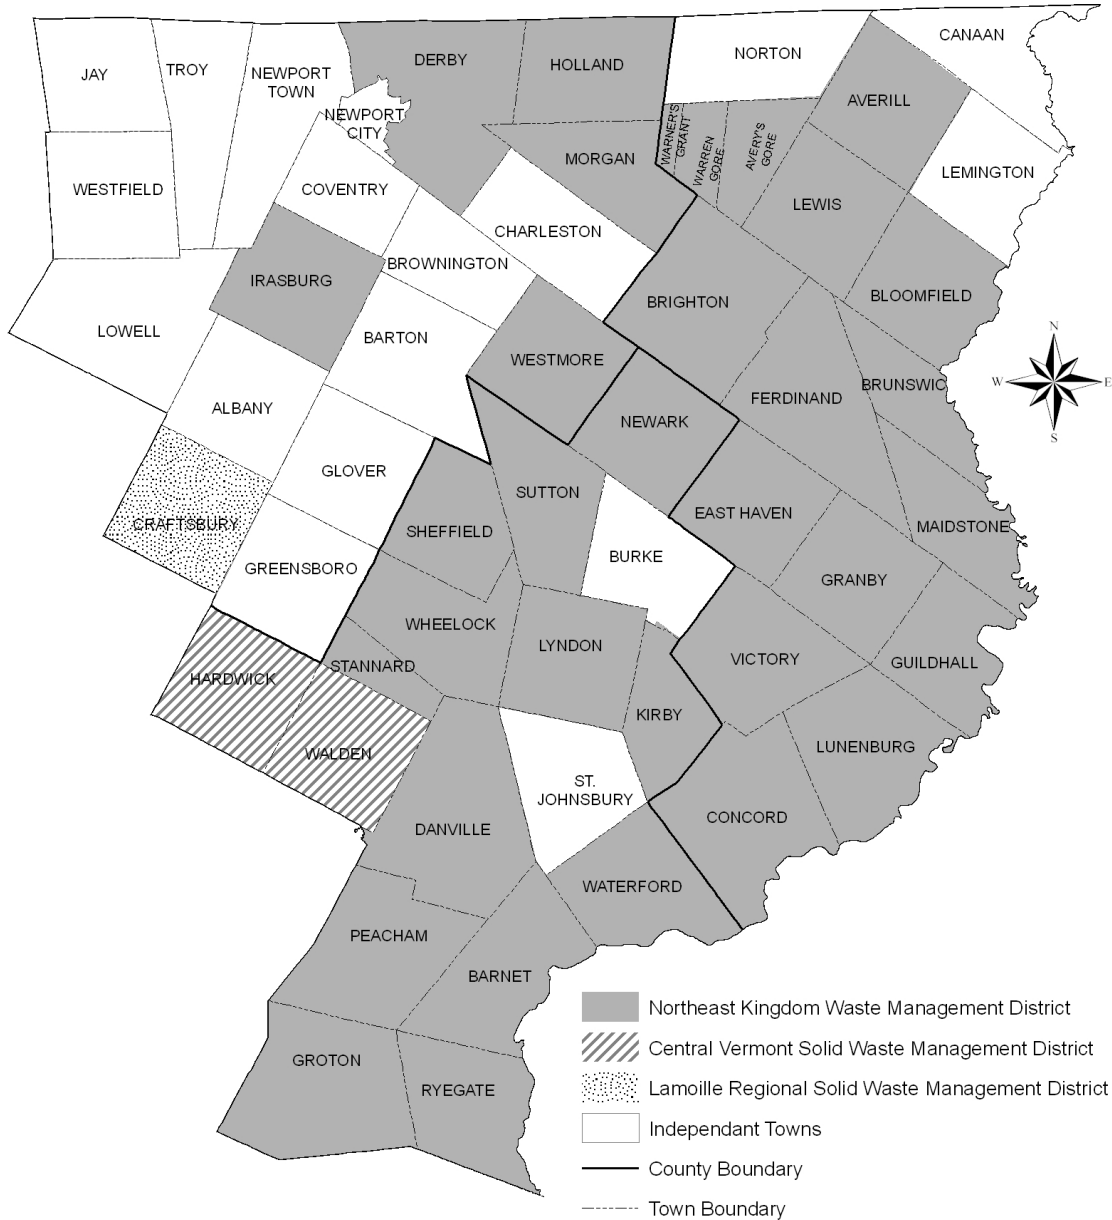 CANAAN
DERBY
HOLLAND
NORTON
JAY
TROY
NEWPORT
TOWN
AVERILL
NEWPORT
CITY
WARNER'S
GRANT
WARREN
GORE
AVERY'S
GORE
MORGAN
LEMINGTON
WESTFIELD
COVENTRY
LEWIS
CHARLESTON
BROWNINGTON
IRASBURG
BLOOMFIELD
BRIGHTON
LOWELL
BARTON
WESTMORE
BRUNSWIC
FERDINAND
N
W
E
S
ALBANY
NEWARK
GLOVER
SUTTON
EAST HAVEN
CRAFTSBURY
MAIDSTONE
SHEFFIELD
BURKE
GREENSBORO
GRANBY
WHEELOCK
LYNDON
VICTORY
GUILDHALL
STANNARD
HARDWICK
KIRBY
LUNENBURG
WALDEN
ST.
JOHNSBURY
CONCORD
DANVILLE
WATERFORD
PEACHAM
BARNET
GROTON
RYEGATE
Northeast Kingdom Waste Management District
Central Vermont Solid Waste Management District
Lamoille Regional Solid Waste Management District
Independant Towns
County Boundary
Town Boundary